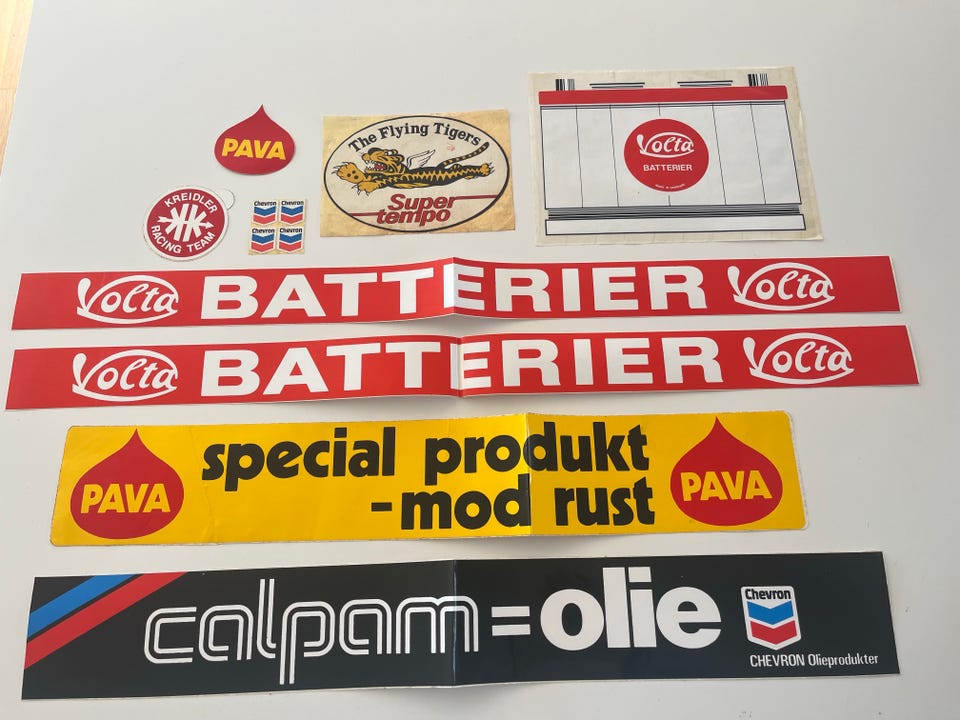 PAVA
The Flying Tigers
Super
tempo
Volta
BATTERIER
KREIDLER
RACING TEAM
Chevron Chevron
Chevron Chevron
Volta BATTERIER Volta
Volta BATTERIER Volta
PAVA special produkt PAVA
-mod rust
calpam=olie Chevron
CHEVRON Olieprodukter